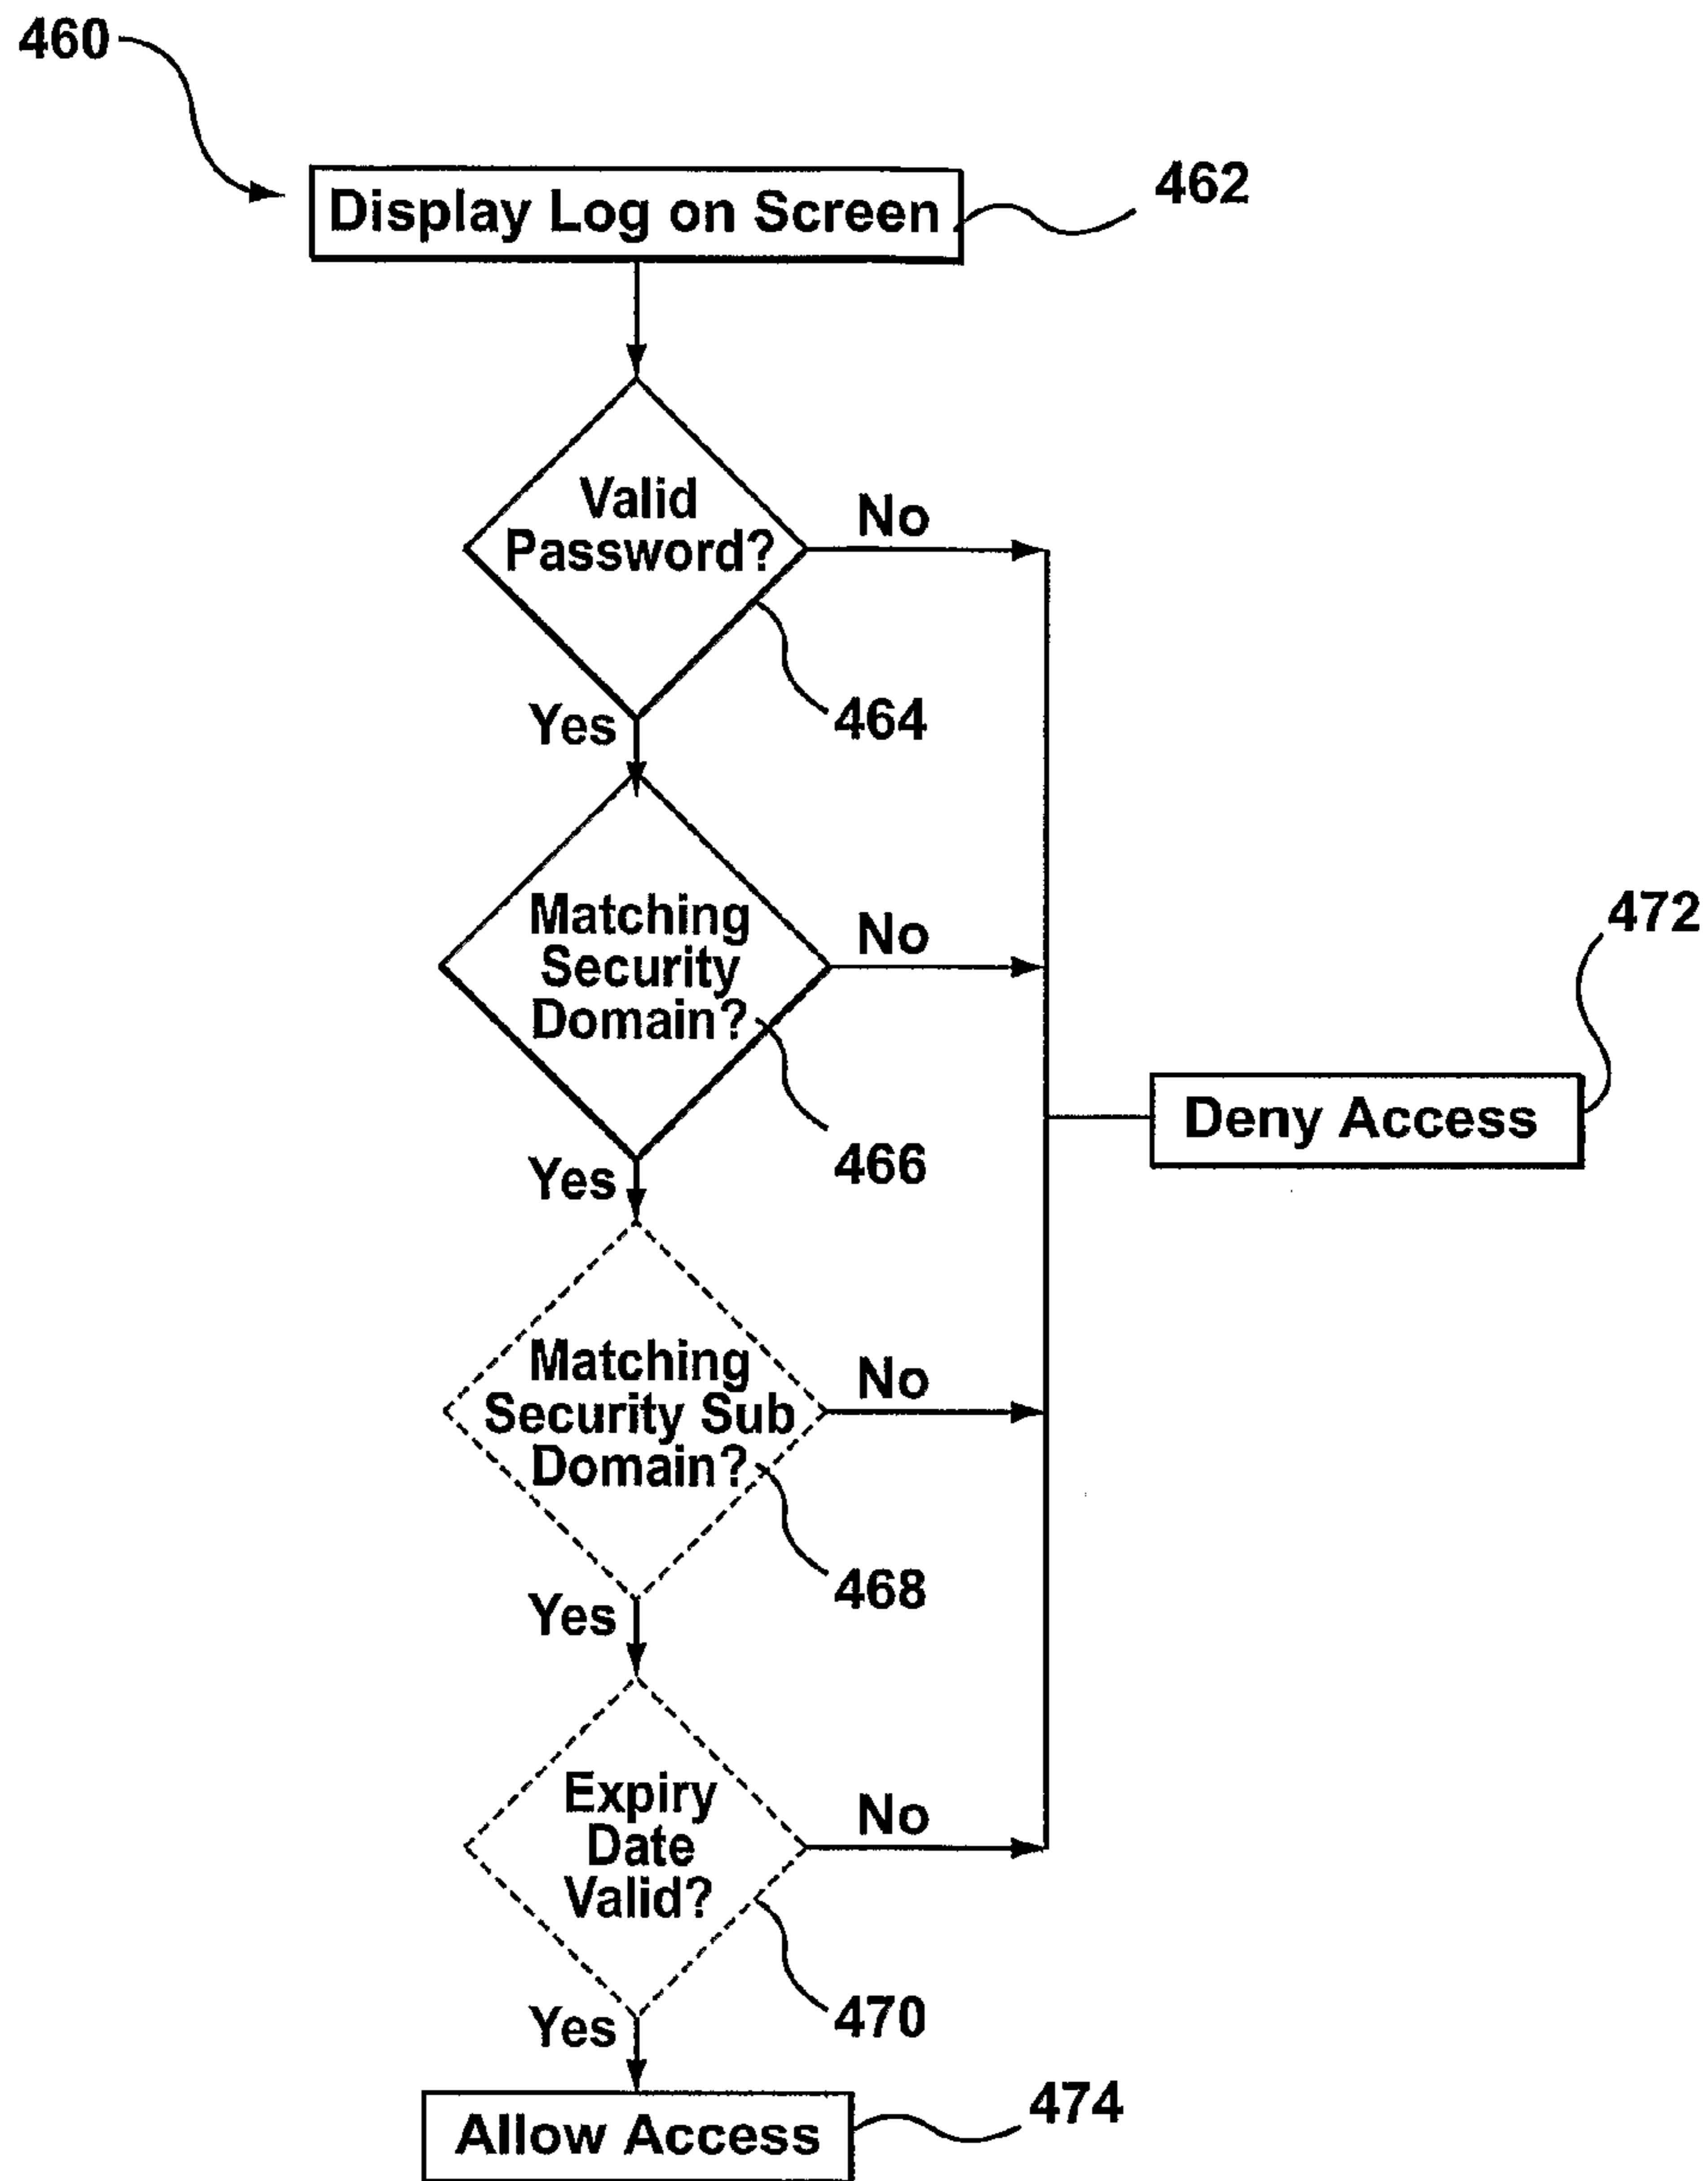 460
Display Log on Screen
462
Valid
Password?
No
464
Yes
Matching
Security
Domain?
No
472
Deny Access
466
Yes
Matching
Security Sub
Domain?
No
468
Yes
Expiry
Date
Valid?
No
470
Yes
Allow Access
474